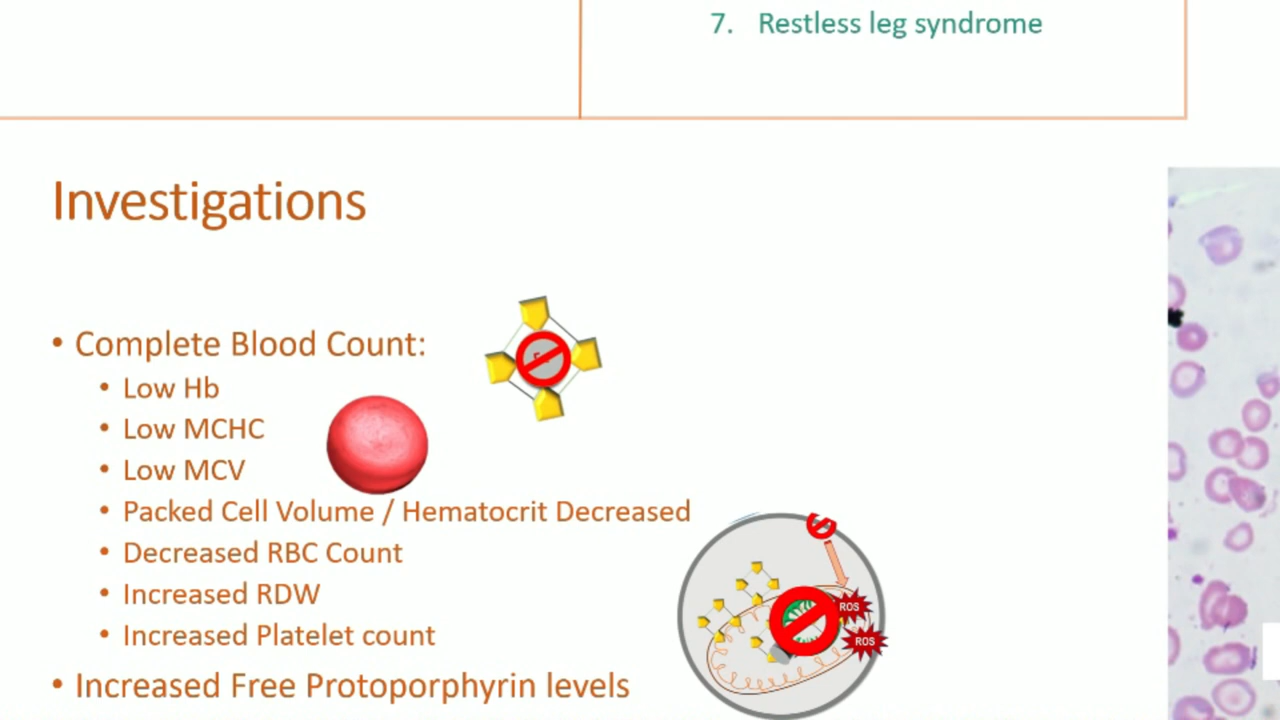 7. Restless leg syndrome
Investigations
• Complete Blood Count:
• Low Hb
• Low MCHC
• Low MCV
• Packed Cell Volume / Hematocrit Decreased
• Decreased RBC Count
• Increased RDW
• Increased Platelet count
ROS
ROS
• Increased Free Protoporphyrin levels